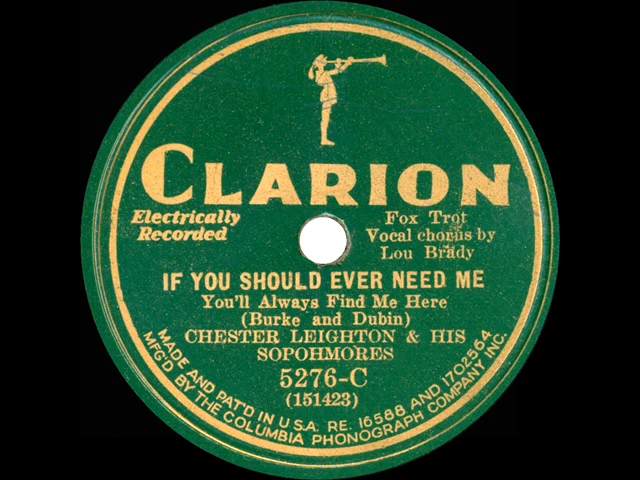 CLARION
Electrically
Recorded
Fox Trot
Vocal chorus by
Lou Brady
IF YOU SHOULD EVER NEED ME
You'll Always Find Me Here
(Burke and Dubin)
CHESTER LEIGHTON & HIS
SOPOHMORES
5276-C
(151423)
MADE AND PAT'D IN U.S.A. RE. 16588 AND 1702564
MFG'D BY THE COLUMBIA PHONOGRAPH COMPANY INC.